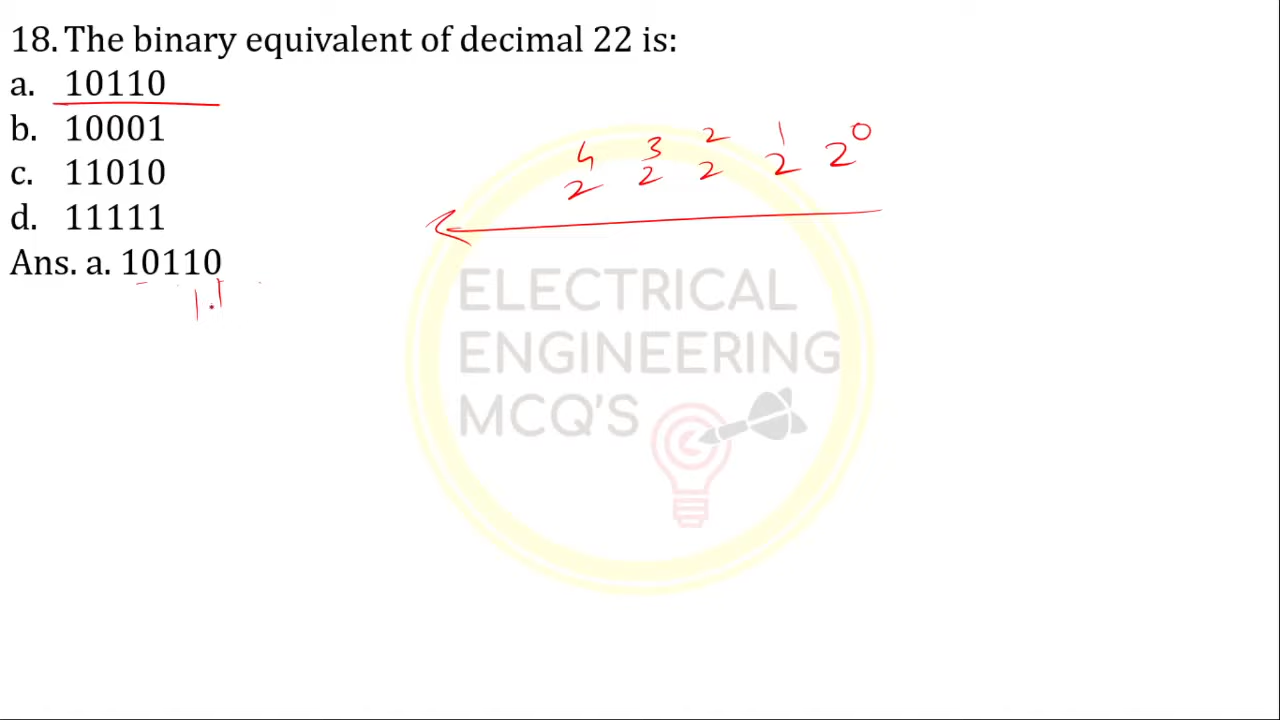 18. The binary equivalent of decimal 22 is:
a. 10110
b. 10001
c. 11010
d. 11111
Ans. a. 10110
2⁴ 2³ 2² 2¹ 2⁰
ELECTRICAL
ENGINEERING
MCQ'S